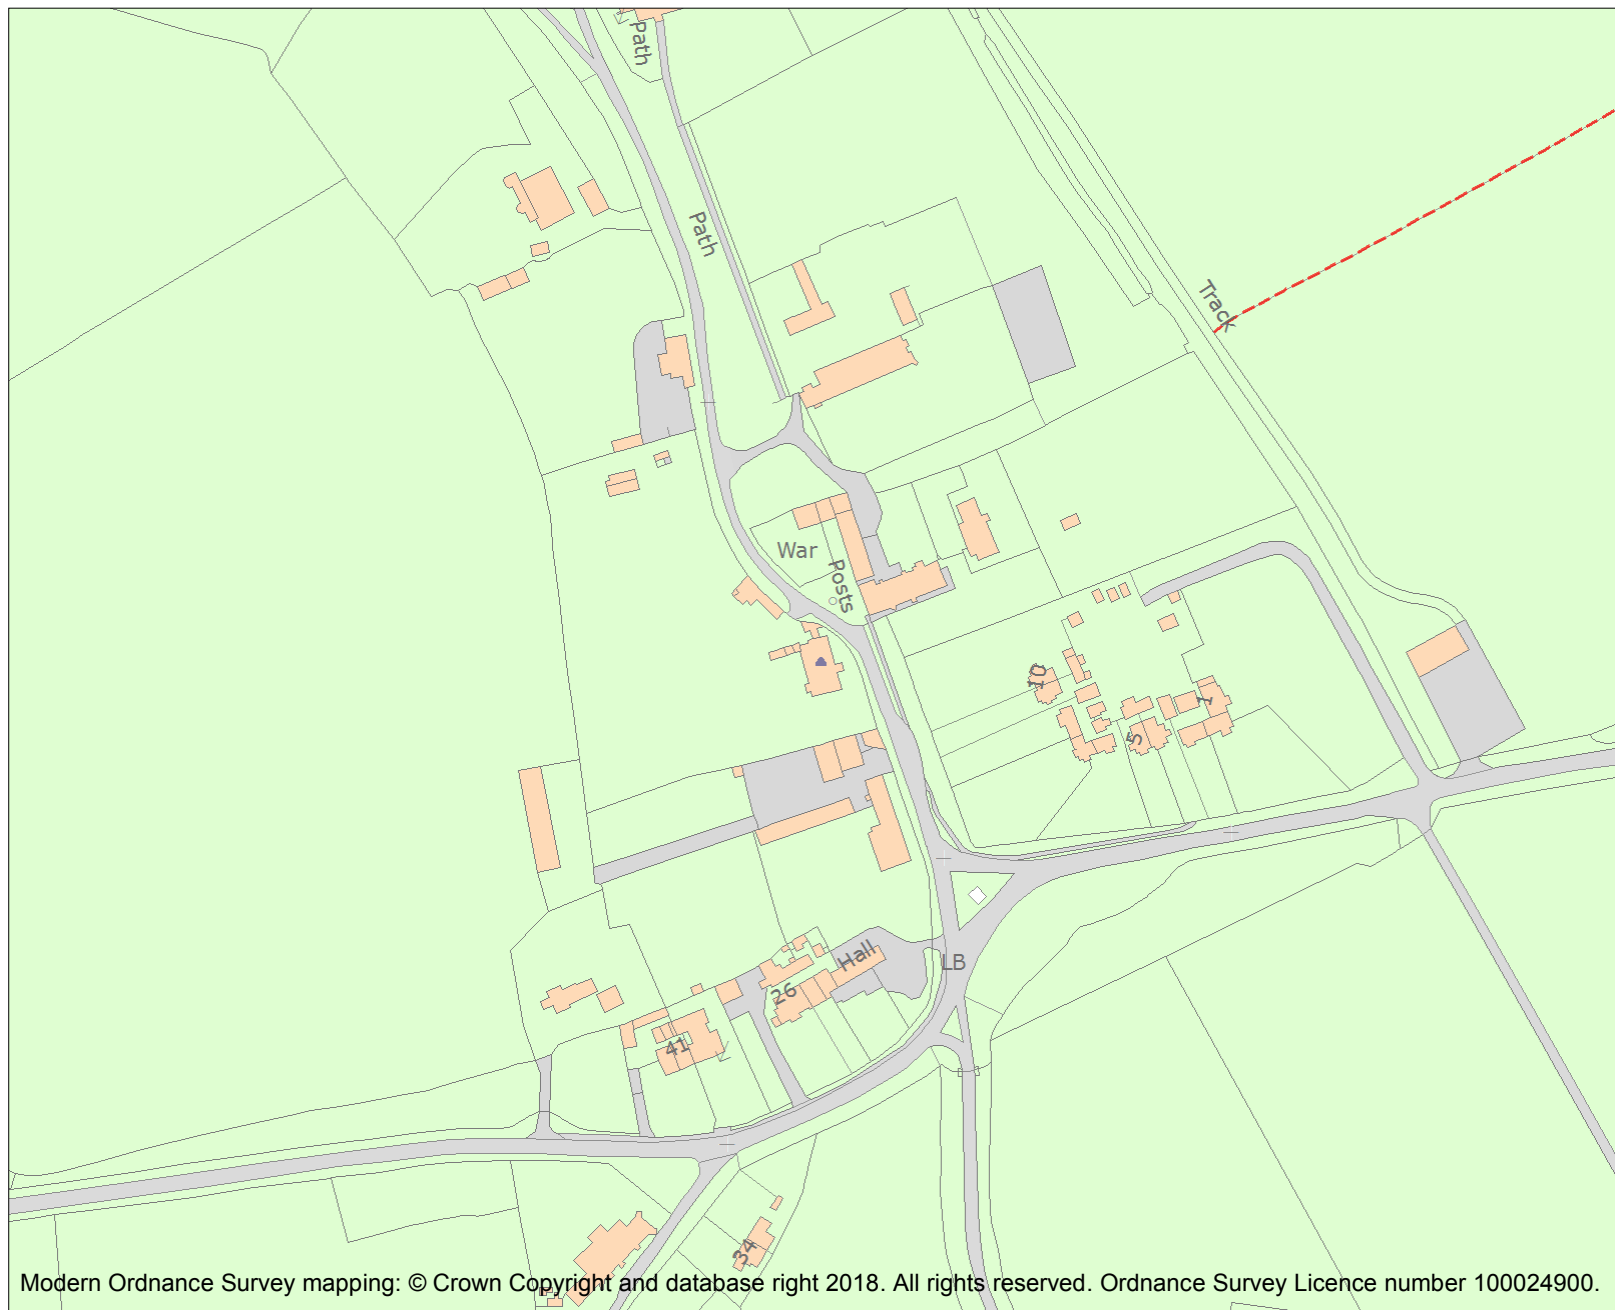 Path
Path
Track
War
Posts
10
1
5
Hall
LB
26
41
34
Modern Ordnance Survey mapping: © Crown Copyright and database right 2018. All rights reserved. Ordnance Survey Licence number 100024900.